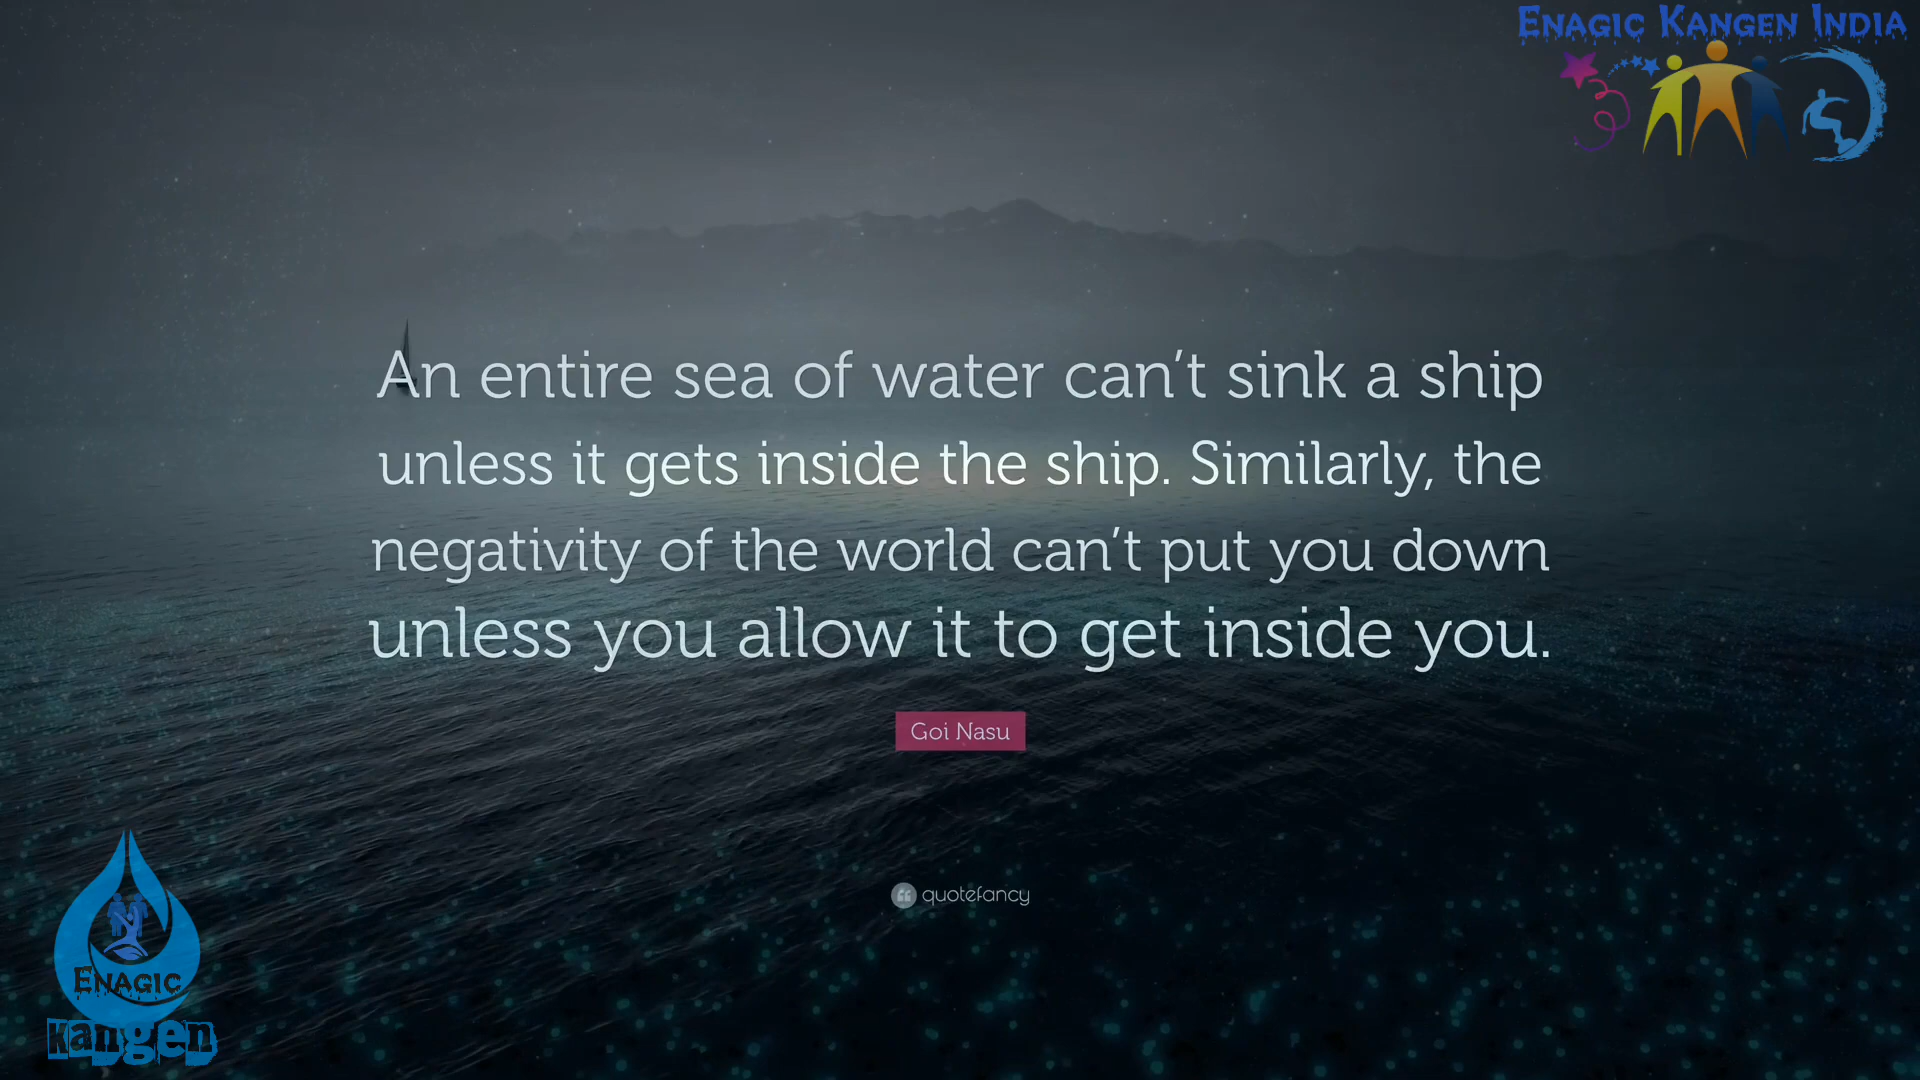 Enagic Kangen India
An entire sea of water can’t sink a ship
unless it gets inside the ship. Similarly, the
negativity of the world can’t put you down
unless you allow it to get inside you.
Goi Nasu
quotefancy
Enagic
kangen